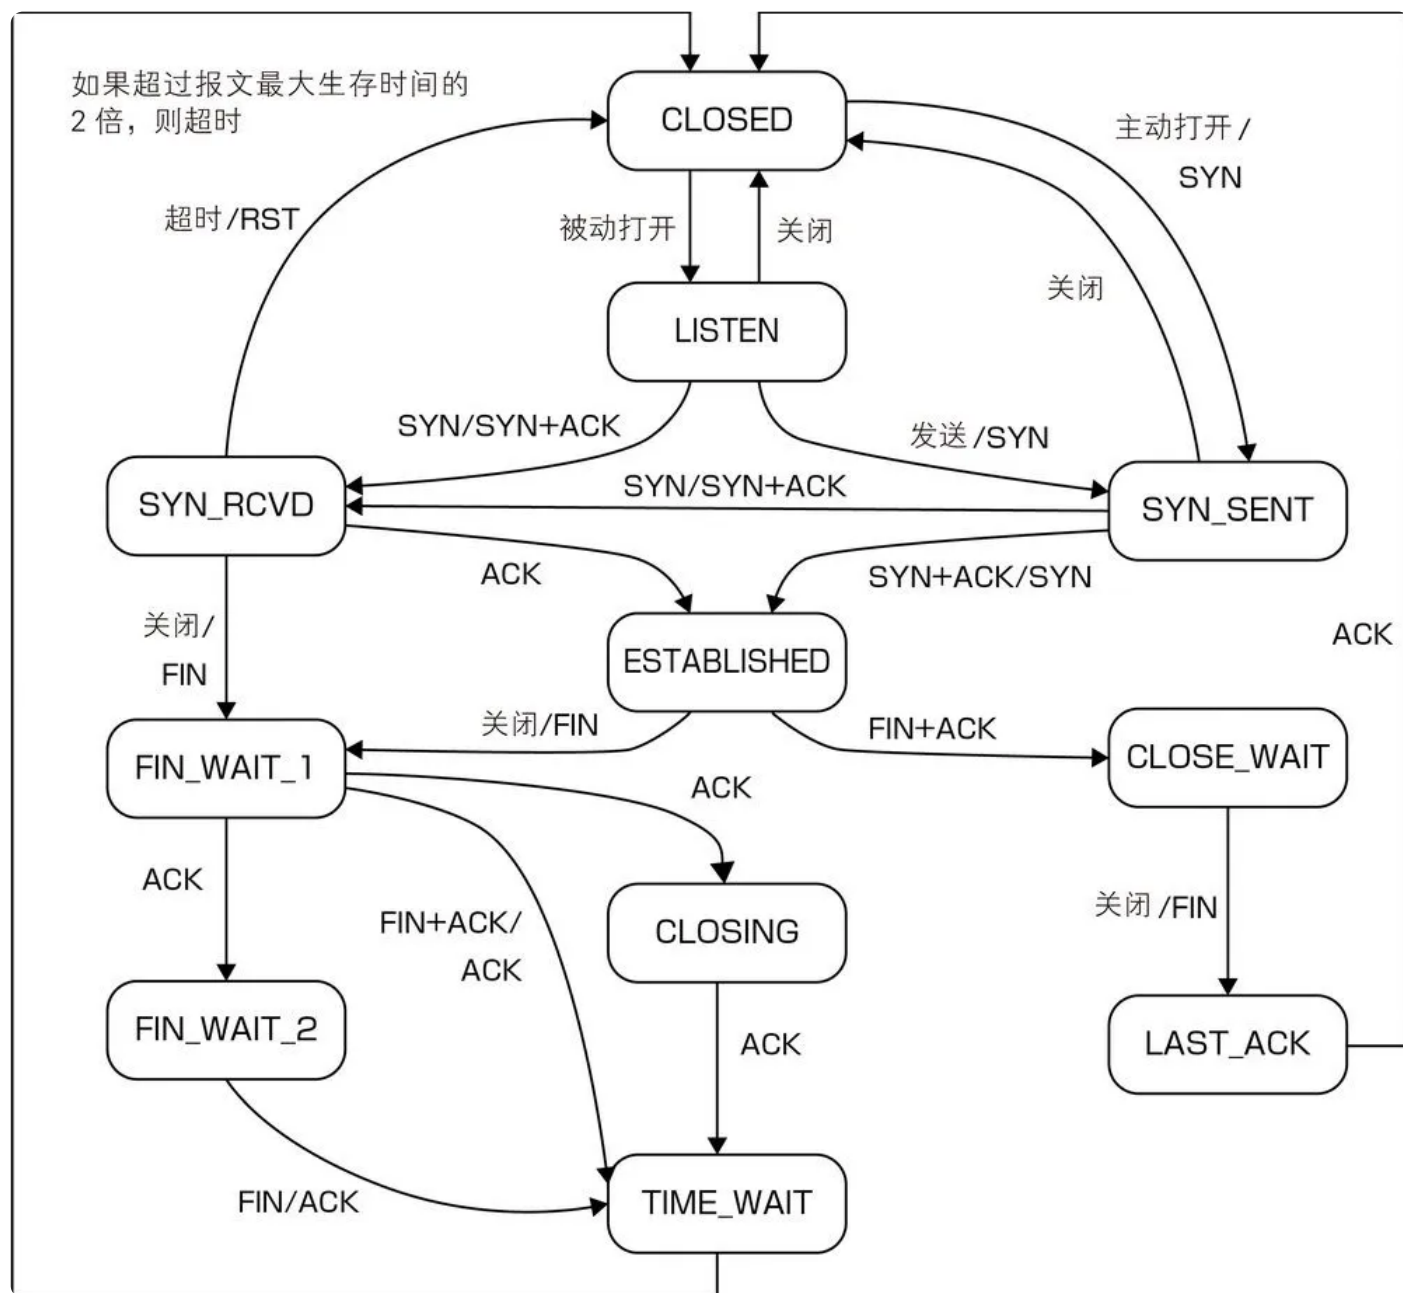 如果超过报文最大生存时间的
2 倍，则超时
CLOSED
主动打开/
SYN
超时/RST
被动打开
关闭
关闭
LISTEN
SYN/SYN+ACK
发送/SYN
SYN_RCVD
SYN/SYN+ACK
SYN_SENT
ACK
SYN+ACK/SYN
关闭/
FIN
ESTABLISHED
ACK
关闭/FIN
FIN+ACK
FIN_WAIT_1
CLOSE_WAIT
ACK
ACK
FIN+ACK/
ACK
CLOSING
关闭/FIN
FIN_WAIT_2
ACK
LAST_ACK
FIN/ACK
TIME_WAIT